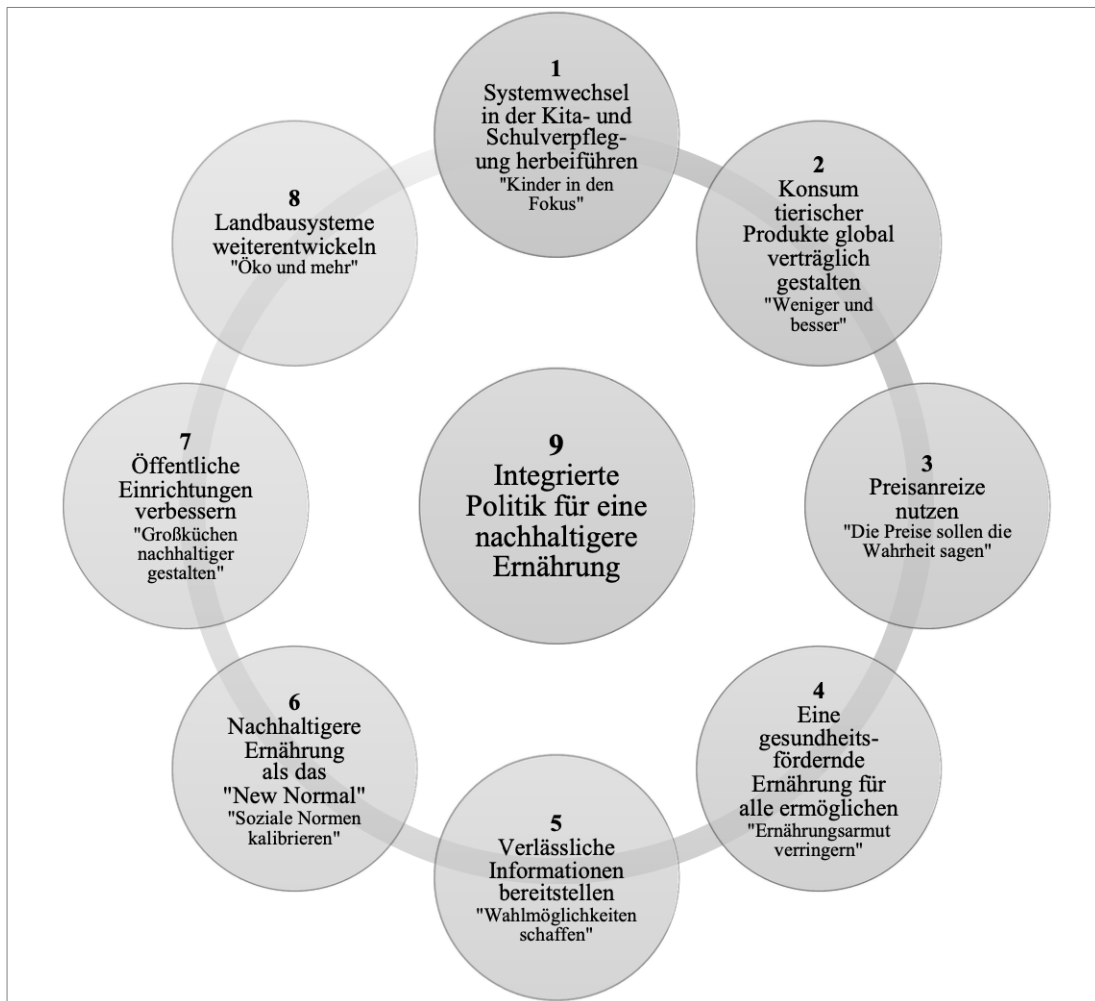 1
Systemwechsel
in der Kita- und
Schulverpfleg-
ung herbeiführen
"Kinder in den
Fokus"
2
Konsum
tierischer
Produkte global
verträglich
gestalten
"Weniger und
besser"
3
Preisanreize
nutzen
"Die Preise sollen die
Wahrheit sagen"
4
Eine
gesundheits-
fördernde
Ernährung für
alle ermöglichen
"Ernährungsarmut
verringern"
5
Verlässliche
Informationen
bereitstellen
"Wahlmöglichkeiten
schaffen"
6
Nachhaltigere
Ernährung
als das
"New Normal"
"Soziale Normen
kalibrieren"
7
Öffentliche
Einrichtungen
verbessern
"Großküchen
nachhaltiger
gestalten"
8
Landbausysteme
weiterentwickeln
"Öko und mehr"
9
Integrierte
Politik für eine
nachhaltigere
Ernährung